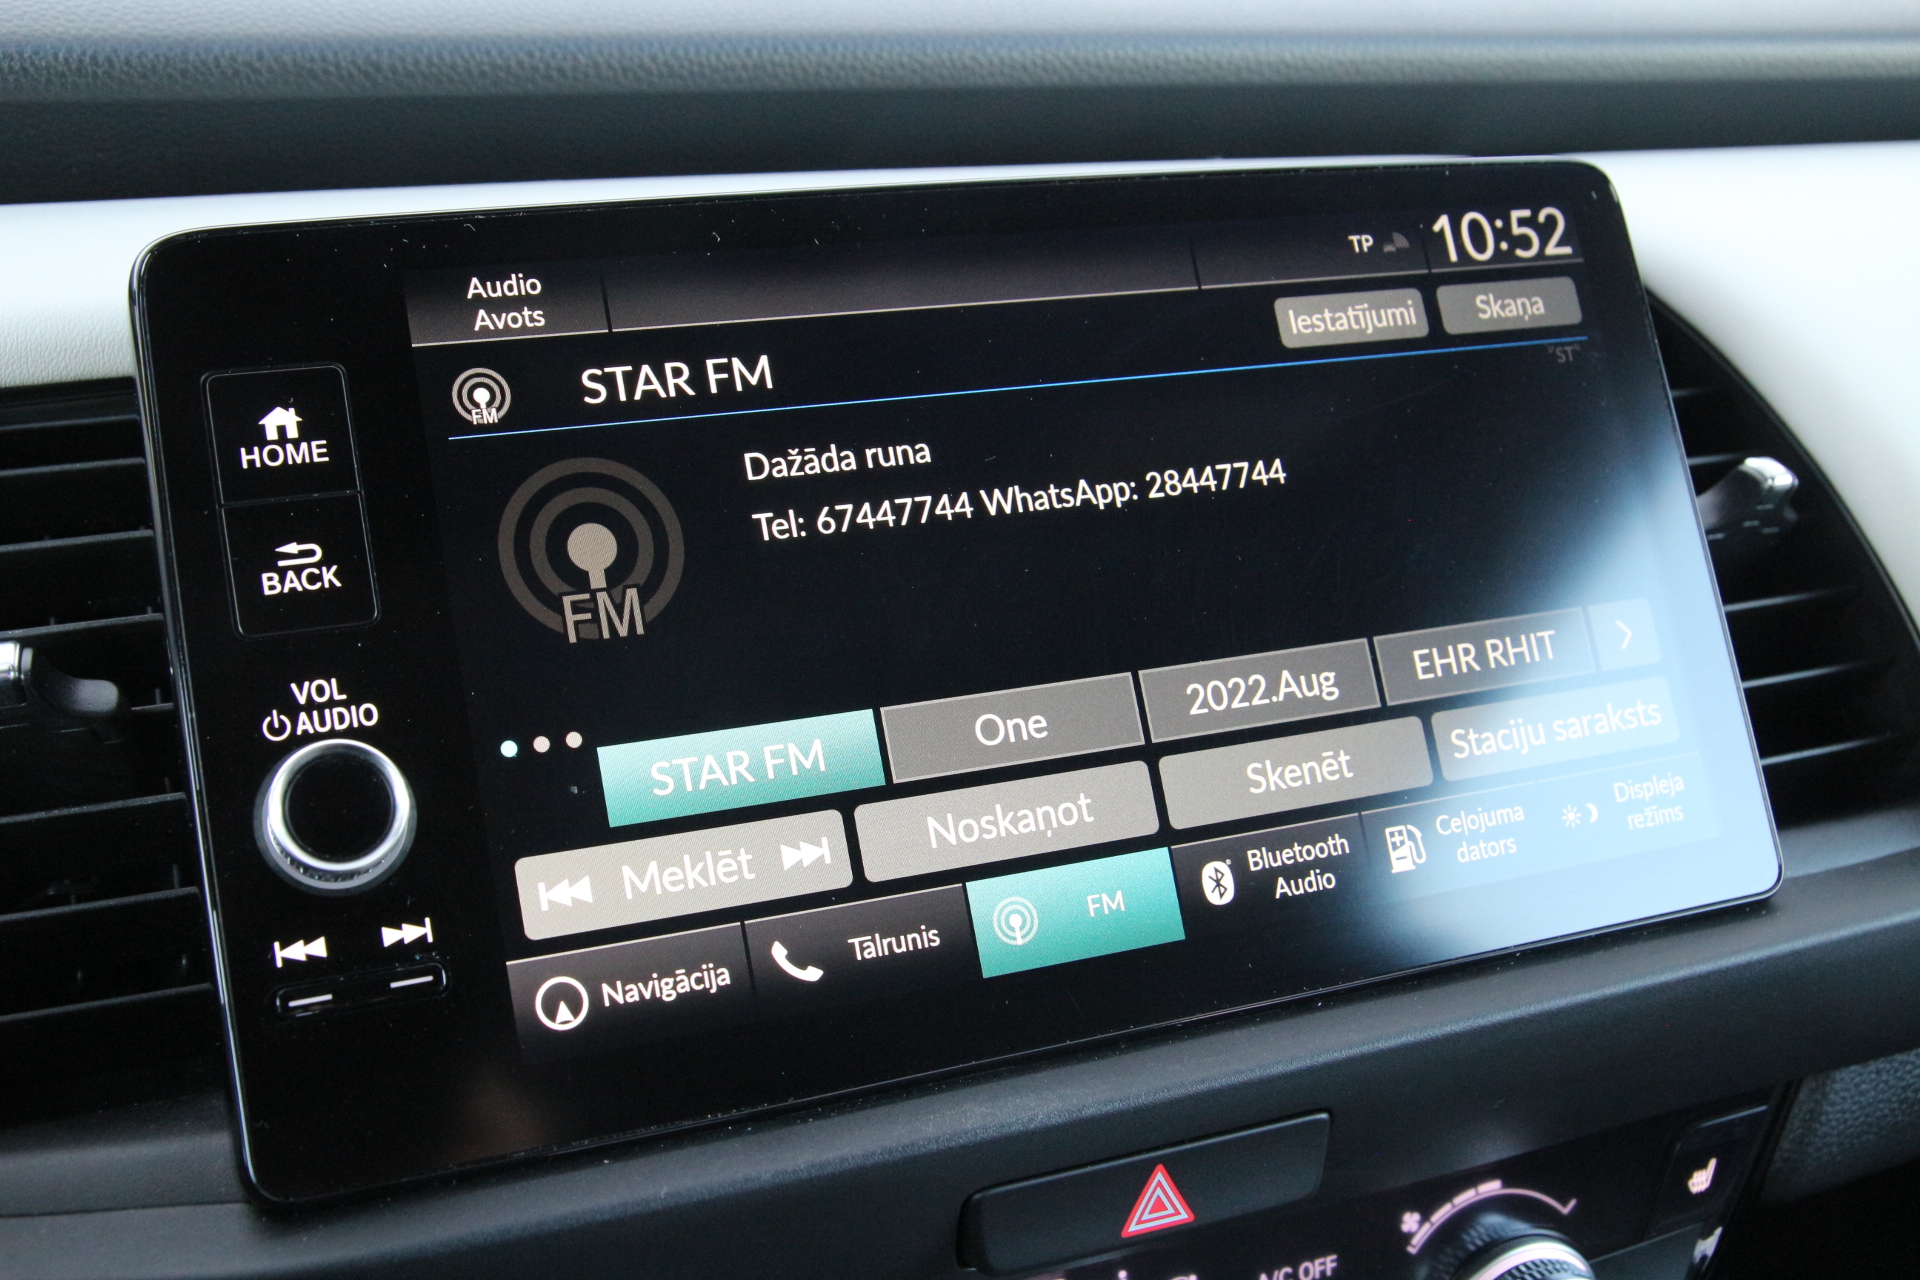 TP
10:52
Audio
Avots
Iestatījumi
Skaņa
FM
STAR FM
ST
HOME
BACK
Dažāda runa
Tel: 67447744 WhatsApp: 28447744
FM
VOL
AUDIO
STAR FM
One
2022.Aug
EHR RHIT
Meklēt
Noskaņot
Skenēt
Staciju saraksts
Navigācija
Tālrunis
FM
Bluetooth
Audio
Ceļojuma
dators
Displeja
režīms
A/C OFF